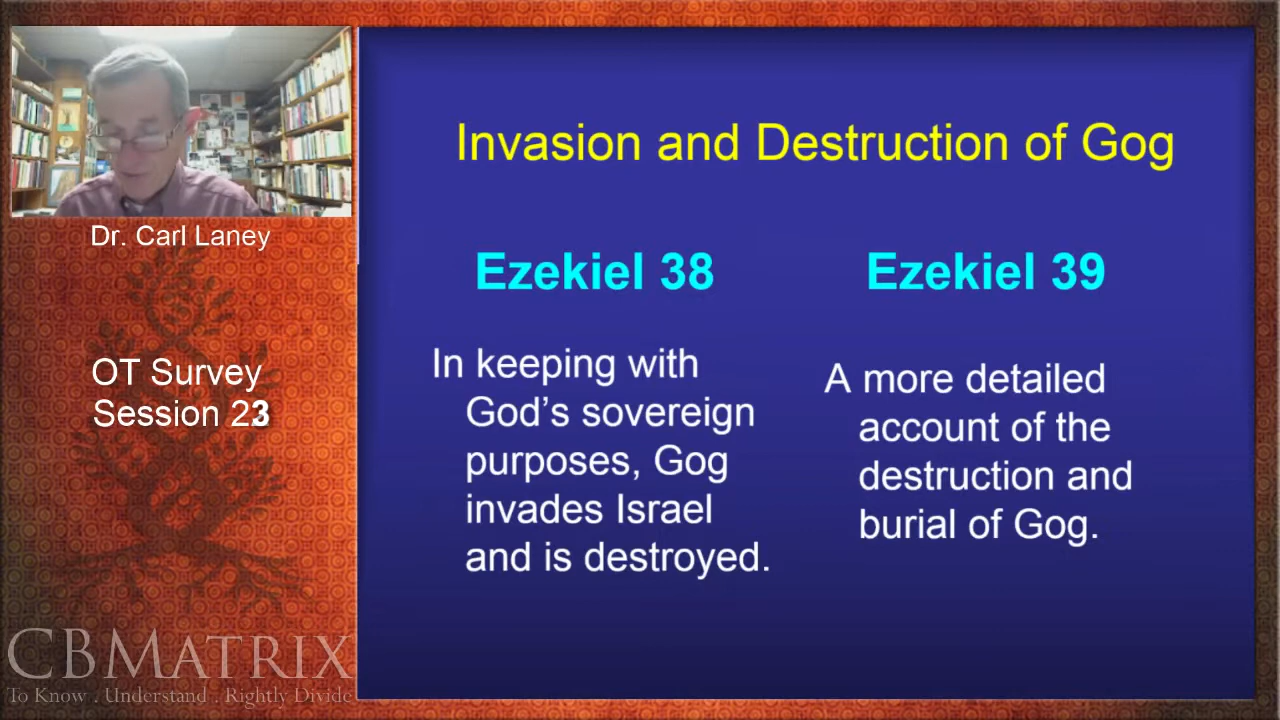 Dr. Carl Laney
OT Survey
Session 23
CBMATRIX
To Know . Understand . Rightly Divide
Invasion and Destruction of Gog
Ezekiel 38
In keeping with
God’s sovereign
purposes, Gog
invades Israel
and is destroyed.
Ezekiel 39
A more detailed
account of the
destruction and
burial of Gog.